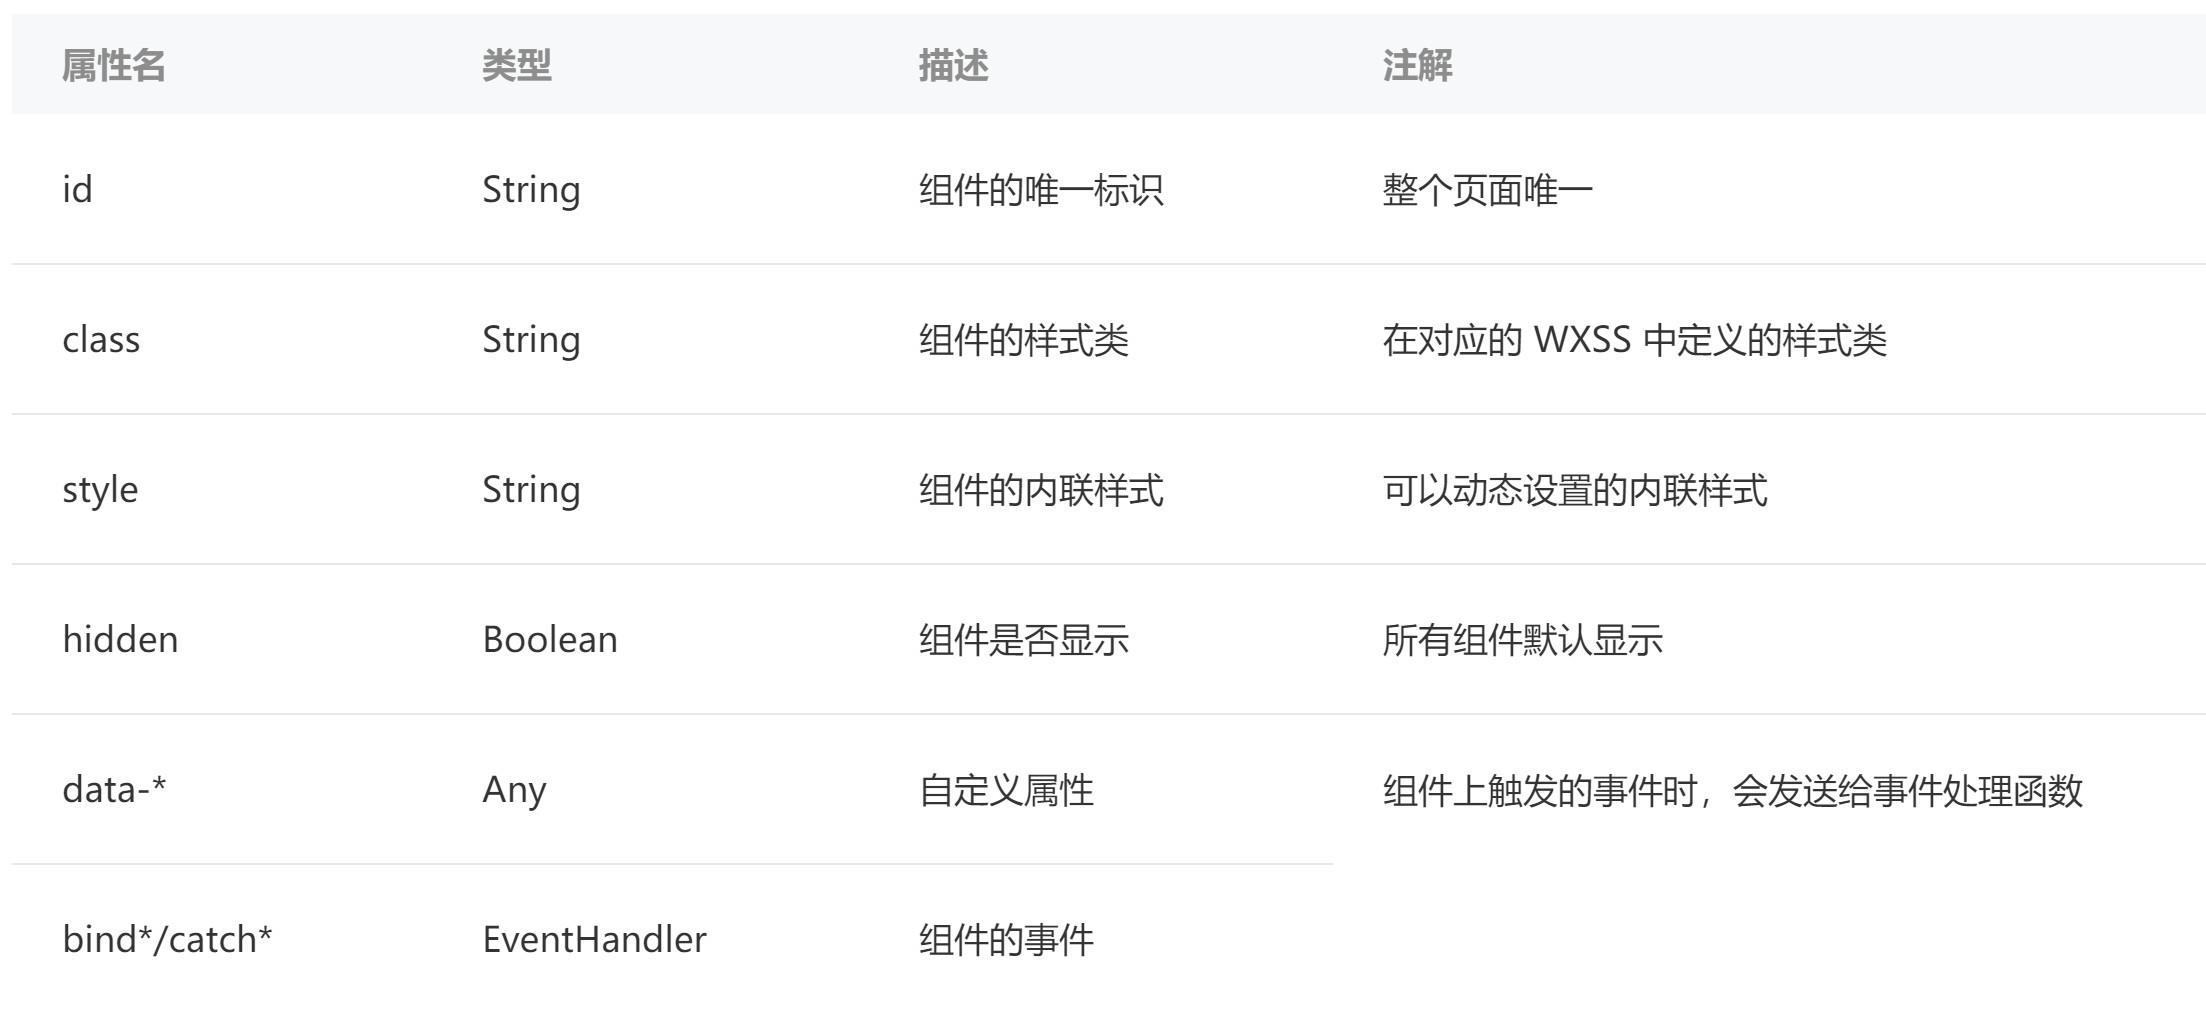 属性名 类型 描述 注解
id String 组件的唯一标识 整个页面唯一
class String 组件的样式类 在对应的 WXSS 中定义的样式类
style String 组件的内联样式 可以动态设置的内联样式
hidden Boolean 组件是否显示 所有组件默认显示
data-* Any 自定义属性 组件上触发的事件时，会发送给事件处理函数
bind*/catch* EventHandler 组件的事件